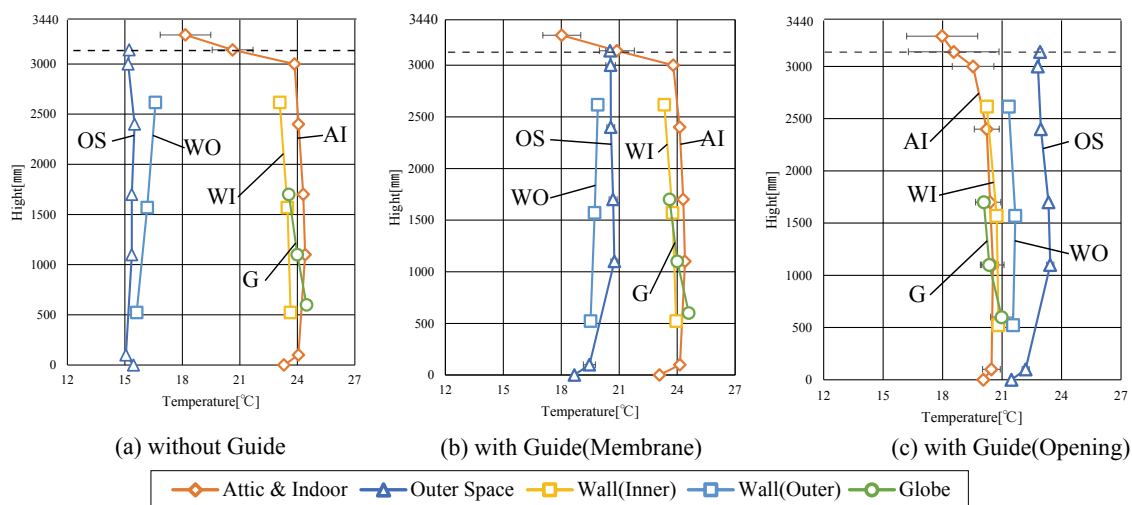 3440
3000
2500
2000
1500
1000
500
0
Hight[㎜]
12 15 18 21 24 27
Temperature[℃]
OS
WO
AI
WI
G
(a) without Guide
3440
3000
2500
2000
1500
1000
500
0
Hight[㎜]
12 15 18 21 24 27
Temperature[℃]
OS
WI
AI
WO
G
(b) with Guide(Membrane)
3440
3000
2500
2000
1500
1000
500
0
Hight[㎜]
12 15 18 21 24 27
Temperature[℃]
AI
OS
WI
WO
G
(c) with Guide(Opening)
Attic & Indoor Outer Space Wall(Inner) Wall(Outer) Globe